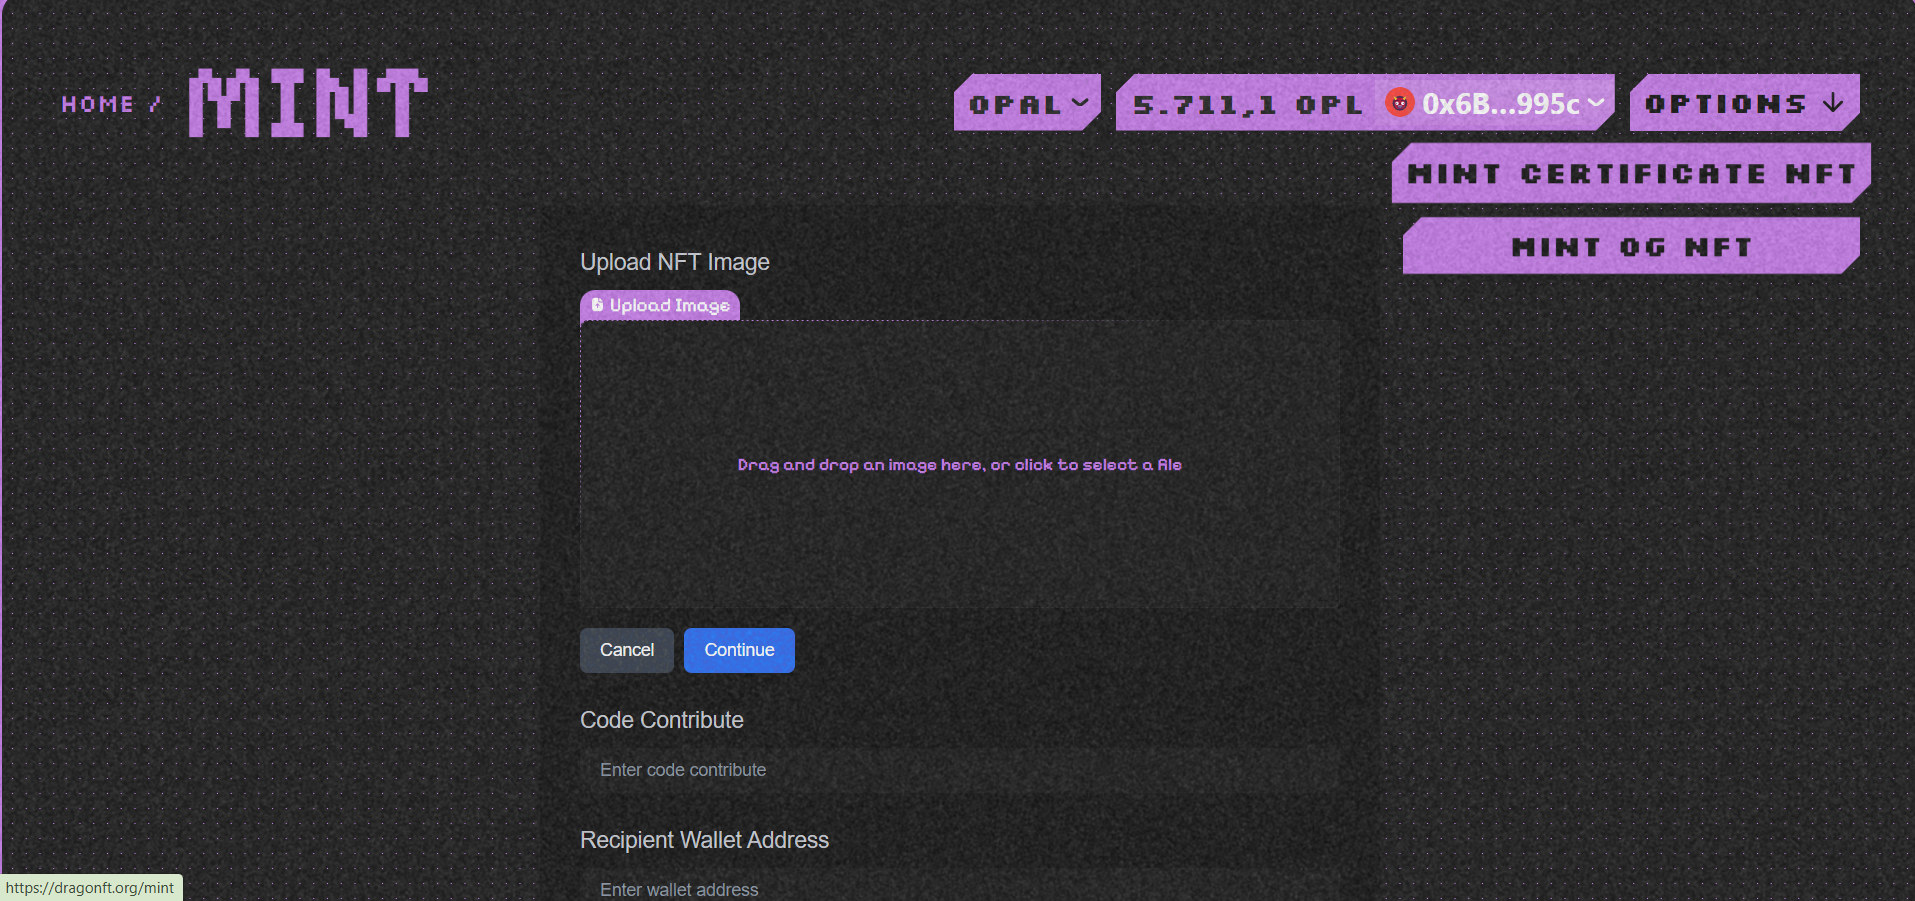 HOME / MINT
OPAL
5.711,1 OPL 0x6B...995c
OPTIONS
MINT CERTIFICATE NFT
MINT OG NFT
Upload NFT Image
Upload Image
Drag and drop an image here, or click to select a file
Cancel
Continue
Code Contribute
Enter code contribute
Recipient Wallet Address
Enter wallet address
https://dragonft.org/mint